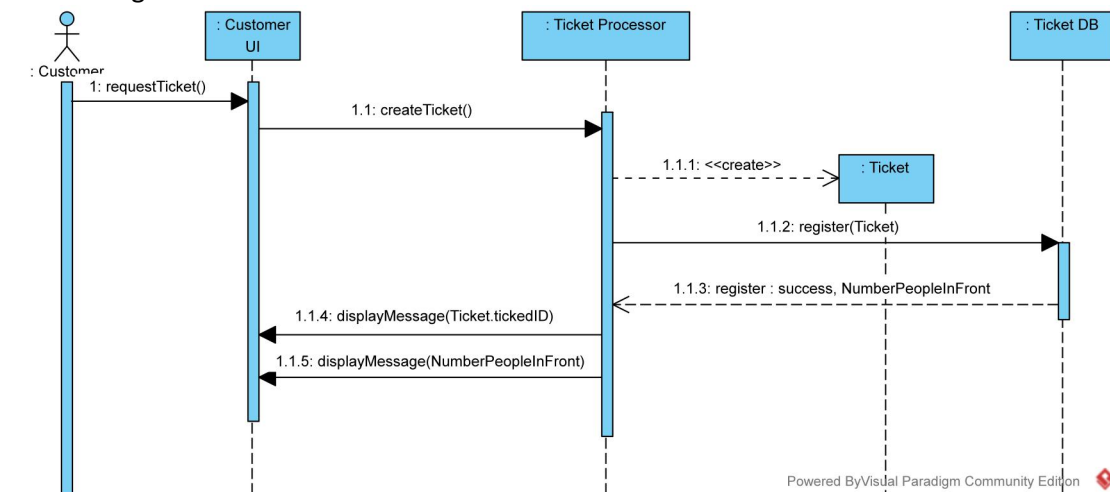 : Customer
: Customer
UI
: Ticket Processor
: Ticket DB
1: requestTicket()
1.1: createTicket()
1.1.1: <<create>>
: Ticket
1.1.2: register(Ticket)
1.1.3: register : success, NumberPeopleInFront
1.1.4: displayMessage(Ticket.tickedID)
1.1.5: displayMessage(NumberPeopleInFront)
Powered ByVisual Paradigm Community Edition